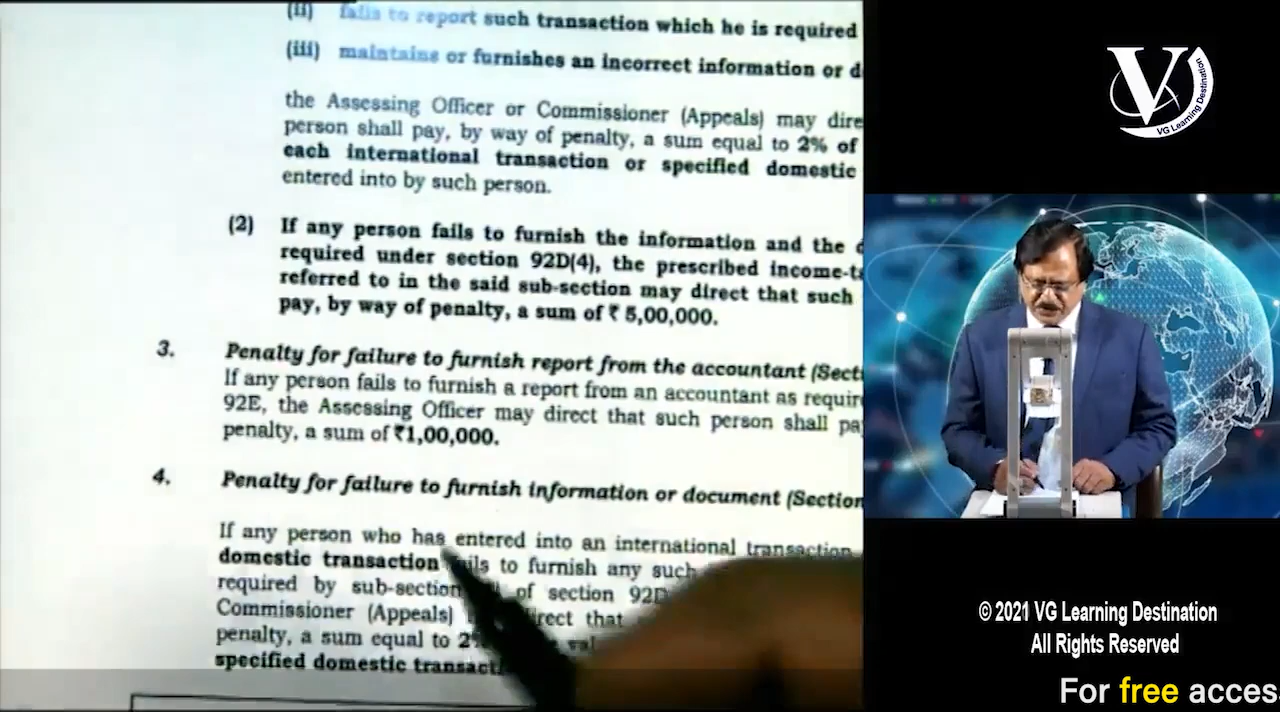 (ii) fails to report such transaction which he is required
(iii) maintains or furnishes an incorrect information or d
the Assessing Officer or Commissioner (Appeals) may dire
person shall pay, by way of penalty, a sum equal to 2% of
each international transaction or specified domestic
entered into by such person.
(2) If any person fails to furnish the information and the d
required under section 92D(4), the prescribed income-ta
referred to in the said sub-section may direct that such
pay, by way of penalty, a sum of ₹ 5,00,000.
3. Penalty for failure to furnish report from the accountant (Secti
If any person fails to furnish a report from an accountant as requir
92E, the Assessing Officer may direct that such person shall pa
penalty, a sum of ₹1,00,000.
4. Penalty for failure to furnish information or document (Section
If any person who has entered into an international transaction
domestic transaction fails to furnish any such
required by sub-section of section 92D
Commissioner (Appeals) direct that
penalty, a sum equal to 2%
specified domestic transacti
V
VG Learning Destination
© 2021 VG Learning Destination
All Rights Reserved
For free acces